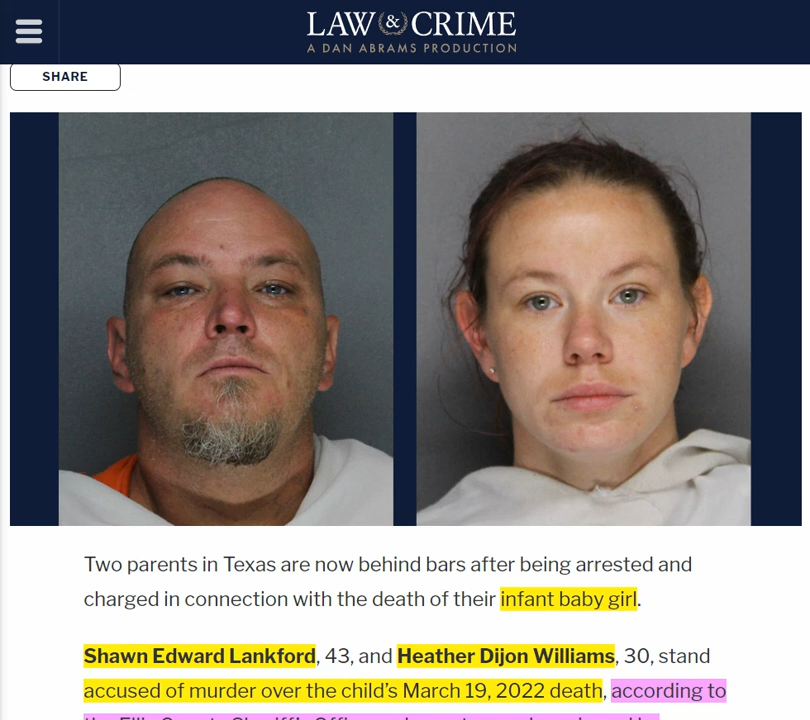 LAW & CRIME
A DAN ABRAMS PRODUCTION
SHARE
Two parents in Texas are now behind bars after being arrested and
charged in connection with the death of their infant baby girl.
Shawn Edward Lankford, 43, and Heather Dijon Williams, 30, stand
accused of murder over the child’s March 19, 2022 death, according to